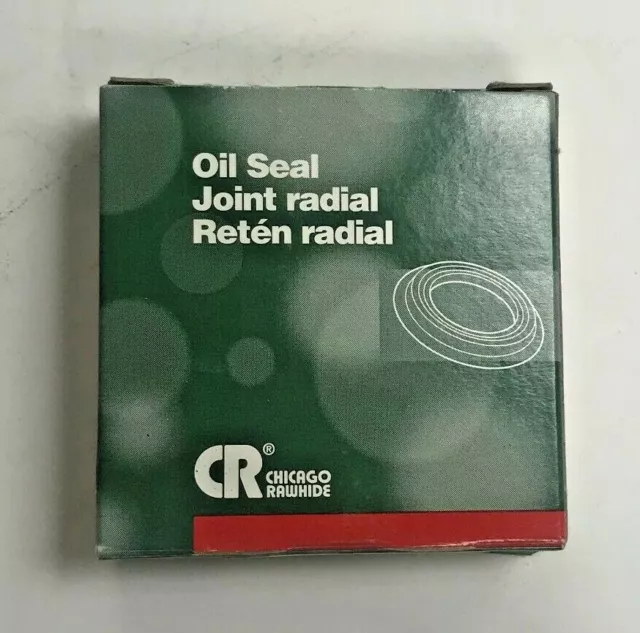 Oil Seal
Joint radial
Retén radial
CR®
CHICAGO
RAWHIDE